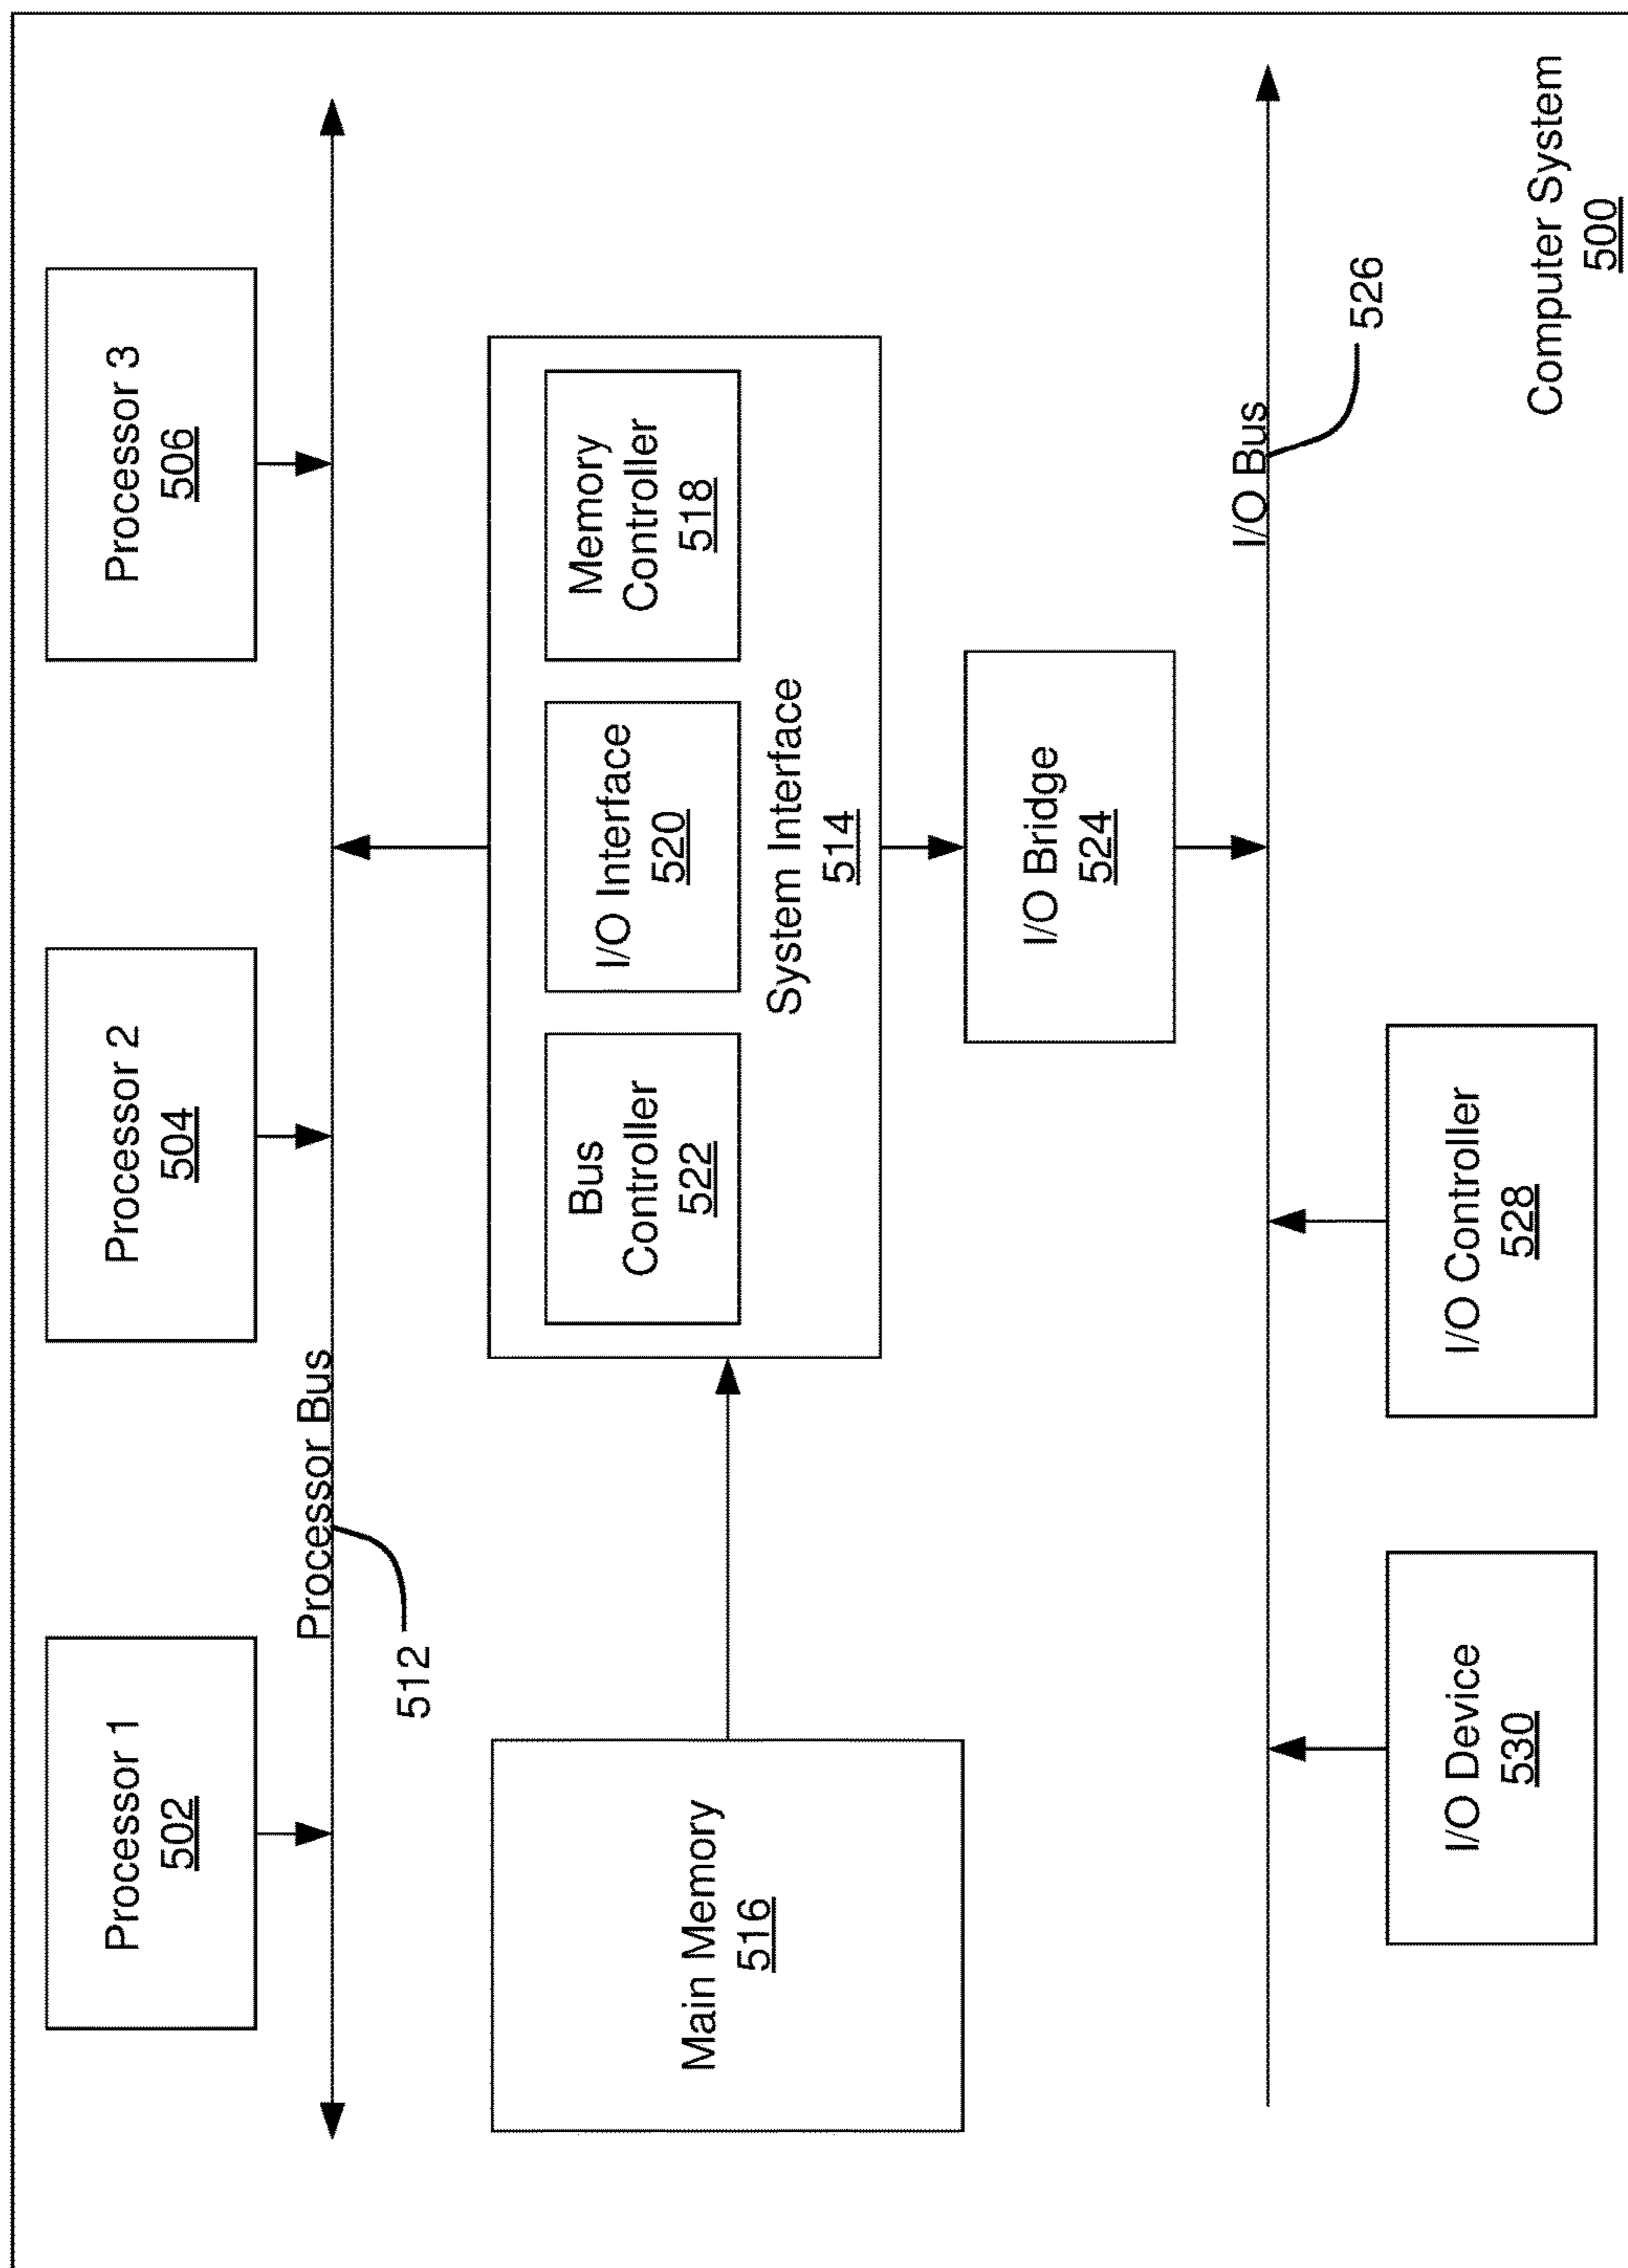 Processor 1
502
Processor 2
504
Processor 3
506
Processor Bus
512
Main Memory
516
Bus
Controller
522
I/O Interface
520
Memory
Controller
518
System Interface
514
I/O Bridge
524
I/O Bus
526
I/O Device
530
I/O Controller
528
Computer System
500